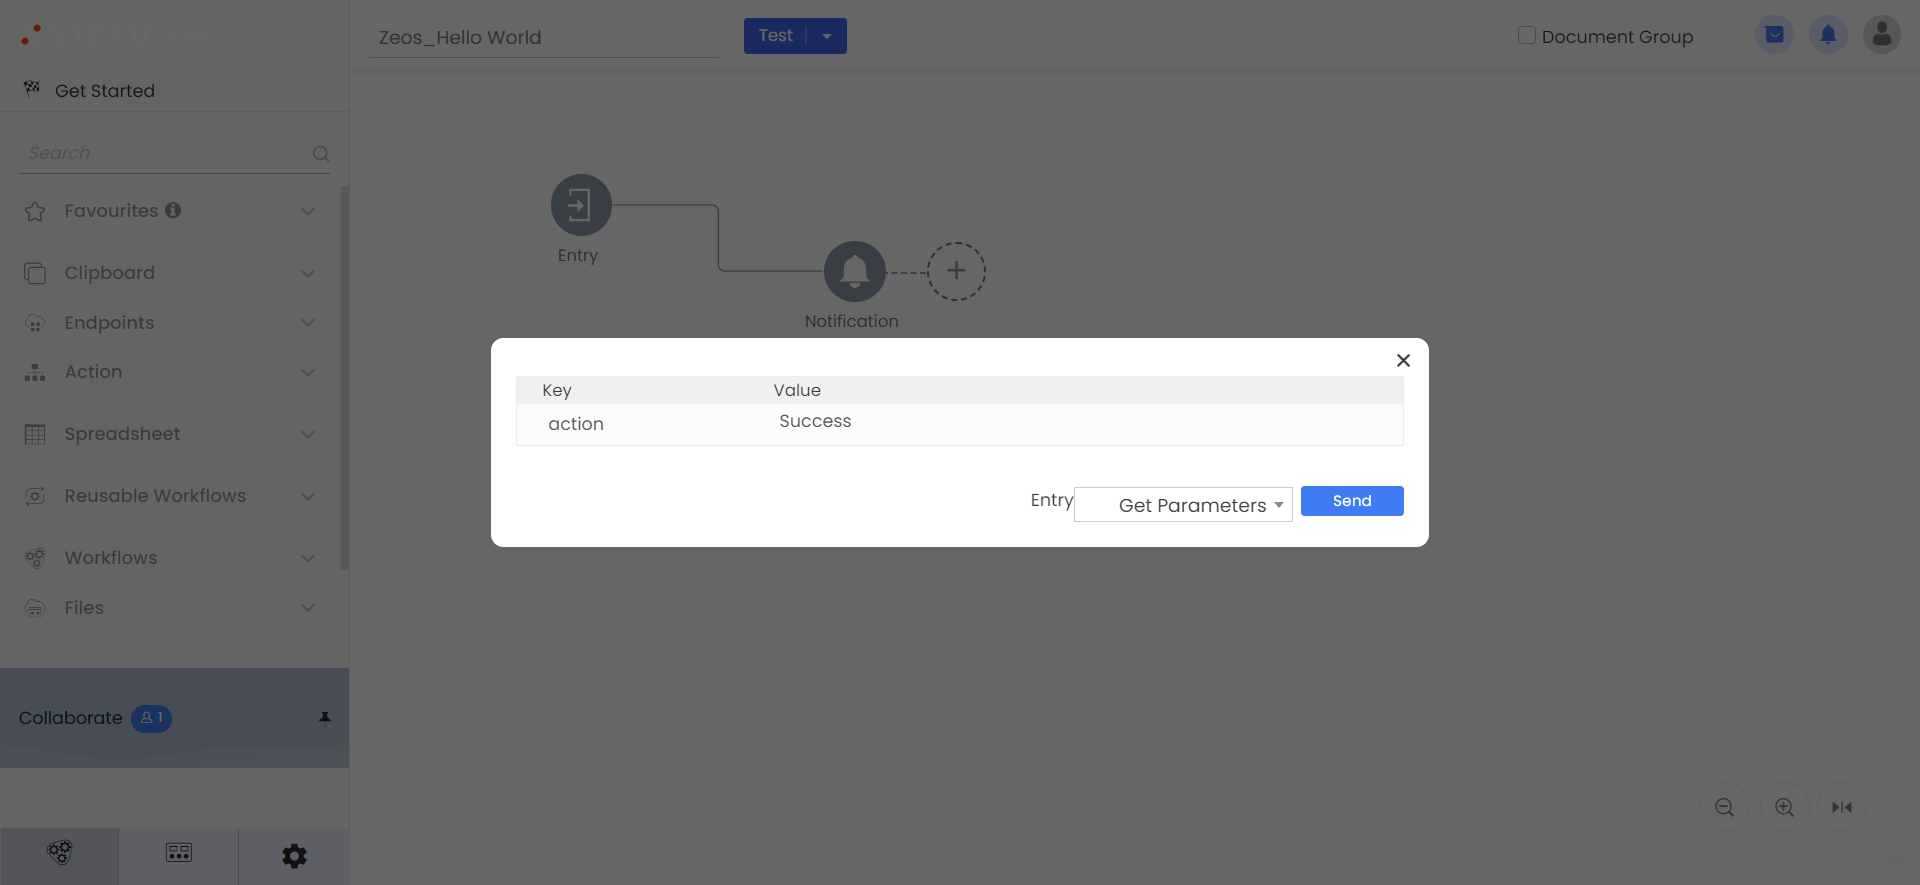 Zeos_Hello World
Test
Document Group
Get Started
Search
Favourites
Clipboard
Endpoints
Action
Spreadsheet
Reusable Workflows
Workflows
Files
Collaborate 1
Entry
Notification
Key Value
action Success
Entry Get Parameters Send